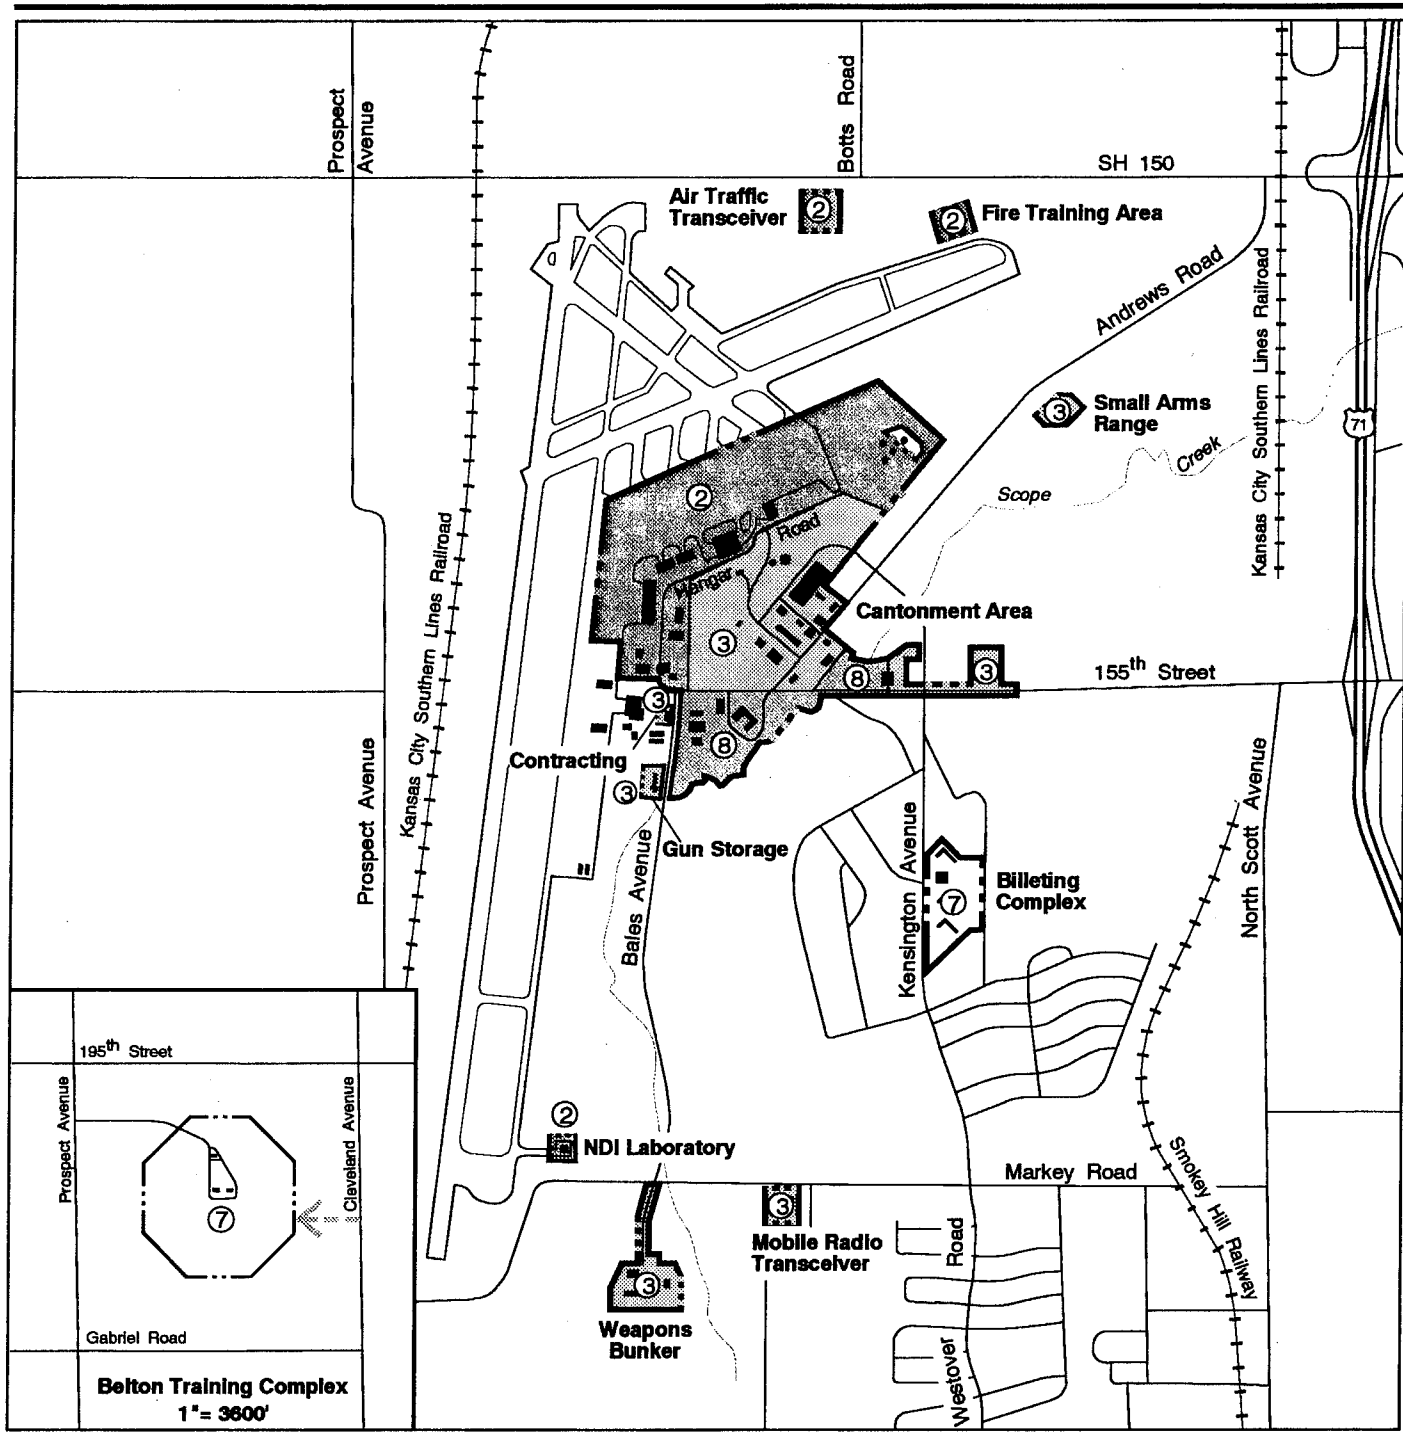 Prospect
Avenue
Botts Road
SH 150
Air Traffic
Transceiver
2
2
Fire Training Area
Andrews Road
Kansas City Southern Lines Railroad
3
Small Arms
Range
71
Creek
Scope
2
Road
Hangar
Kansas City Southern Lines Railroad
Cantonment Area
3
8
3
155th Street
3
8
Contracting
3
Gun Storage
Prospect Avenue
Bales Avenue
Kensington Avenue
North Scott Avenue
7
Billeting
Complex
2
NDI Laboratory
Markey Road
Smokey Hill Railway
3
Mobile Radio
Transceiver
3
Weapons
Bunker
Westover Road
195th Street
Prospect Avenue
Cleveland Avenue
7
Gabriel Road
Belton Training Complex
1"= 3600'